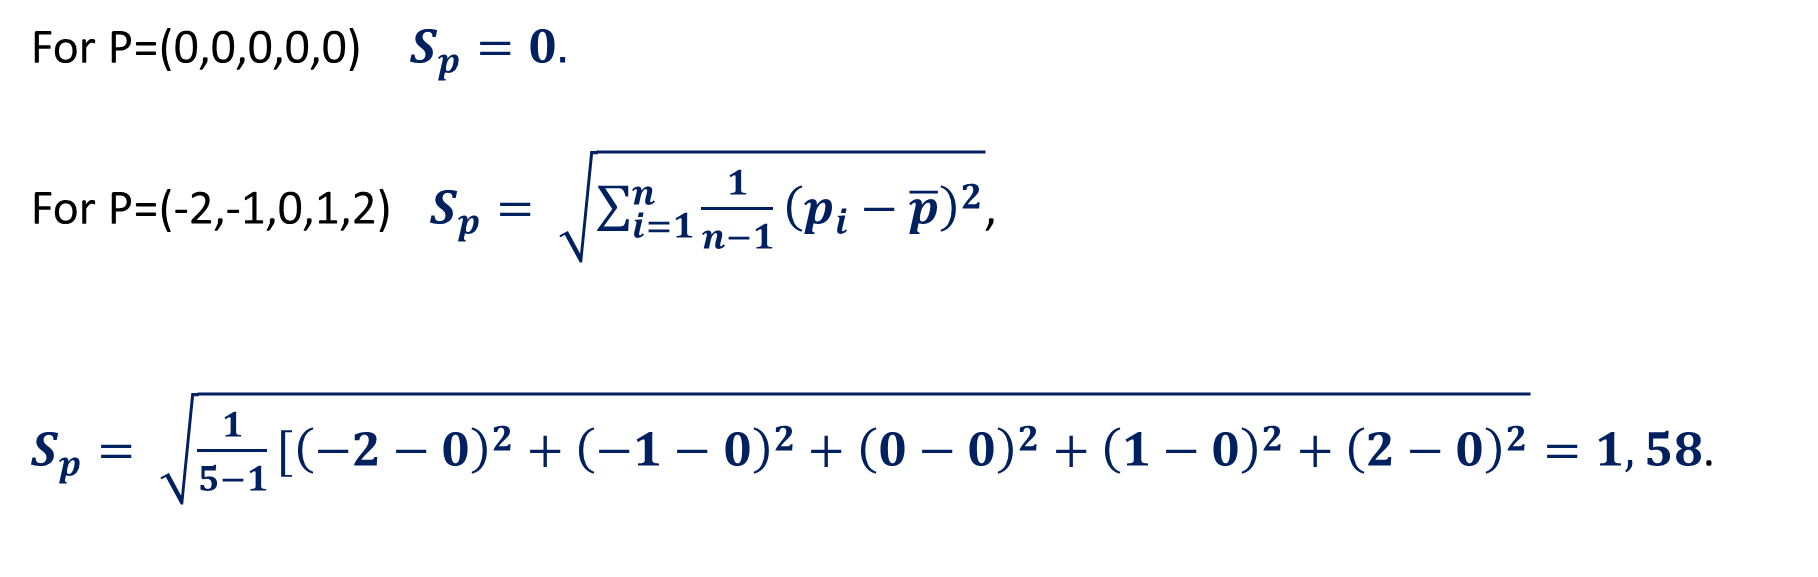 For P=(0,0,0,0,0) Sₚ = 0.
For P=(-2,-1,0,1,2) Sₚ = √(∑ⁿᵢ₌₁ 1/(n−1) (pᵢ − p̅)²),
Sₚ = √(1/(5−1) [(−2 − 0)² + (−1 − 0)² + (0 − 0)² + (1 − 0)² + (2 − 0)²) = 1,58.